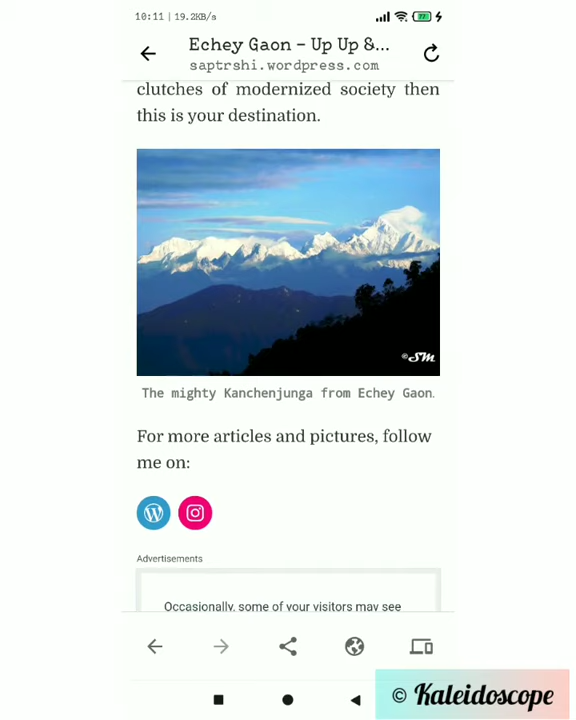 10:11 | 19.2KB/s
77
Echey Gaon – Up Up &...
saptrshi.wordpress.com
clutches of modernized society then
this is your destination.
©SM
The mighty Kanchenjunga from Echey Gaon.
For more articles and pictures, follow
me on:
Advertisements
Occasionally, some of your visitors may see
© Kaleidoscope